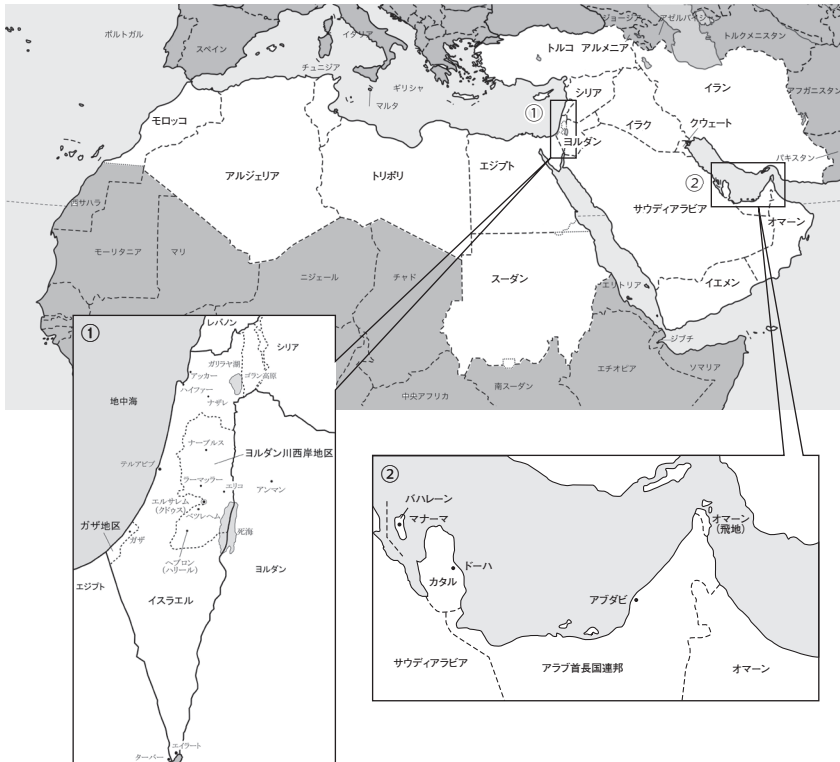 ポルトガル
スペイン
イタリア
ジョージア
アゼルバイジャン
トルクメニスタン
トルコ アルメニア
チュニジア
ギリシャ
マルタ
シリア
イラン
アフガニスタン
①
モロッコ
ヨルダン
イラク
クウェート
パキスタン
アルジェリア
トリポリ
エジプト
②
西サハラ
サウディアラビア
オマーン
モーリタニア
マリ
ニジェール
チャド
スーダン
エリトリア
イエメン
ジブチ
エチオピア
ソマリア
中央アフリカ
南スーダン
①
レバノン
シリア
ガリラヤ湖
アッカー
ゴラン高原
ハイファー
ナザレ
地中海
ナーブルス
ヨルダン川西岸地区
テルアビブ
ラーマッラー
エリコ
アンマン
エルサレム
(クドゥス)
ベツレヘム
ガザ地区
ガザ
死海
ヘブロン
(ハリール)
エジプト
ヨルダン
イスラエル
エイラート
ターバー
②
バハレーン
マナーマ
オマーン
(飛地)
ドーハ
カタル
アブダビ
サウディアラビア
アラブ首長国連邦
オマーン